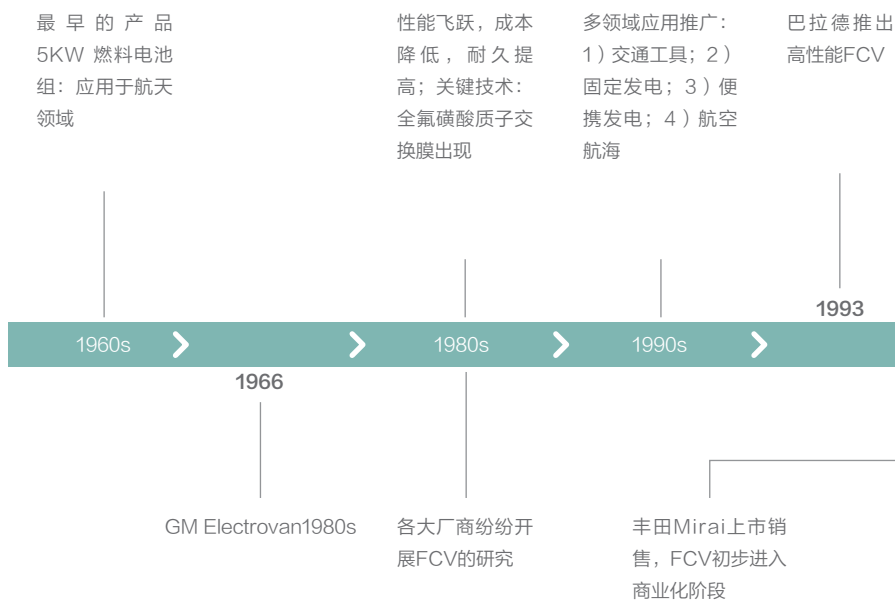 最早的产品
5KW 燃料电池
组：应用于航天
领域
性能飞跃，成本
降低，耐久提
高；关键技术：
全氟磺酸质子交
换膜出现
多领域应用推广：
1）交通工具；2）
固定发电；3）便
携发电；4）航空
航海
巴拉德推出
高性能FCV
1993
1960s
1980s
1990s
1966
GM Electrovan1980s
各大厂商纷纷开
展FCV的研究
丰田Mirai上市销
售，FCV初步进入
商业化阶段